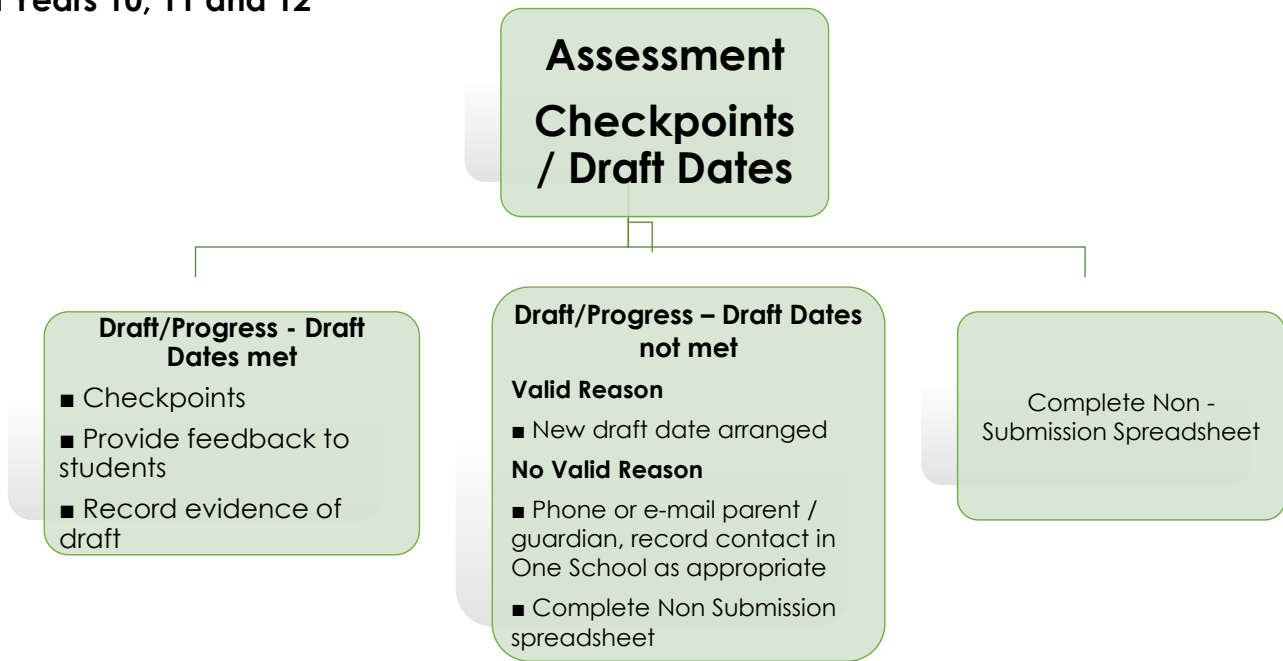 Years 10, 11 and 12
Assessment
Checkpoints
/ Draft Dates
Draft/Progress - Draft
Dates met
■ Checkpoints
■ Provide feedback to
students
■ Record evidence of
draft
Draft/Progress – Draft Dates
not met
Valid Reason
■ New draft date arranged
No Valid Reason
■ Phone or e-mail parent /
guardian, record contact in
One School as appropriate
■ Complete Non Submission
spreadsheet
Complete Non -
Submission Spreadsheet